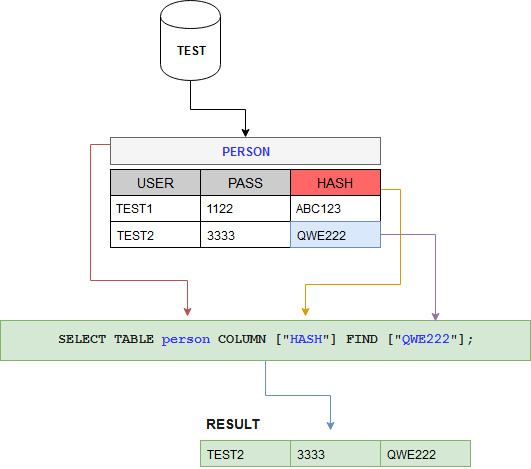 TEST
PERSON
USER PASS HASH
TEST1 1122 ABC123
TEST2 3333 QWE222
SELECT TABLE person COLUMN ["HASH"] FIND ["QWE222"];
RESULT
TEST2 3333 QWE222